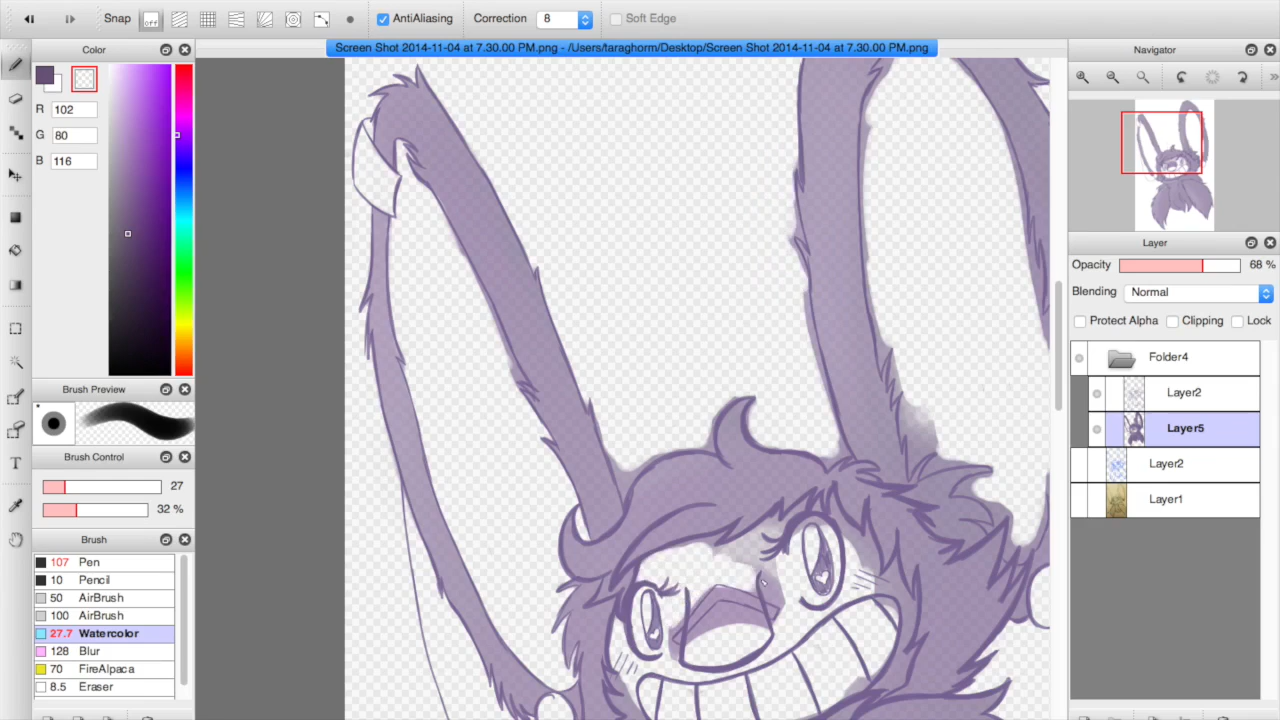 Snap
off
AntiAliasing
Correction
8
Soft Edge
Color
Screen Shot 2014-11-04 at 7.30.00 PM.png - /Users/taraghorm/Desktop/Screen Shot 2014-11-04 at 7.30.00 PM.png
Navigator
R 102
G 80
B 116
Layer
Opacity 68 %
Blending Normal
Protect Alpha Clipping Lock
Folder4
Layer2
Layer5
Layer2
Layer1
Brush Preview
Brush Control
27
32 %
Brush
107 Pen
10 Pencil
50 AirBrush
100 AirBrush
27.7 Watercolor
128 Blur
70 FireAlpaca
8.5 Eraser